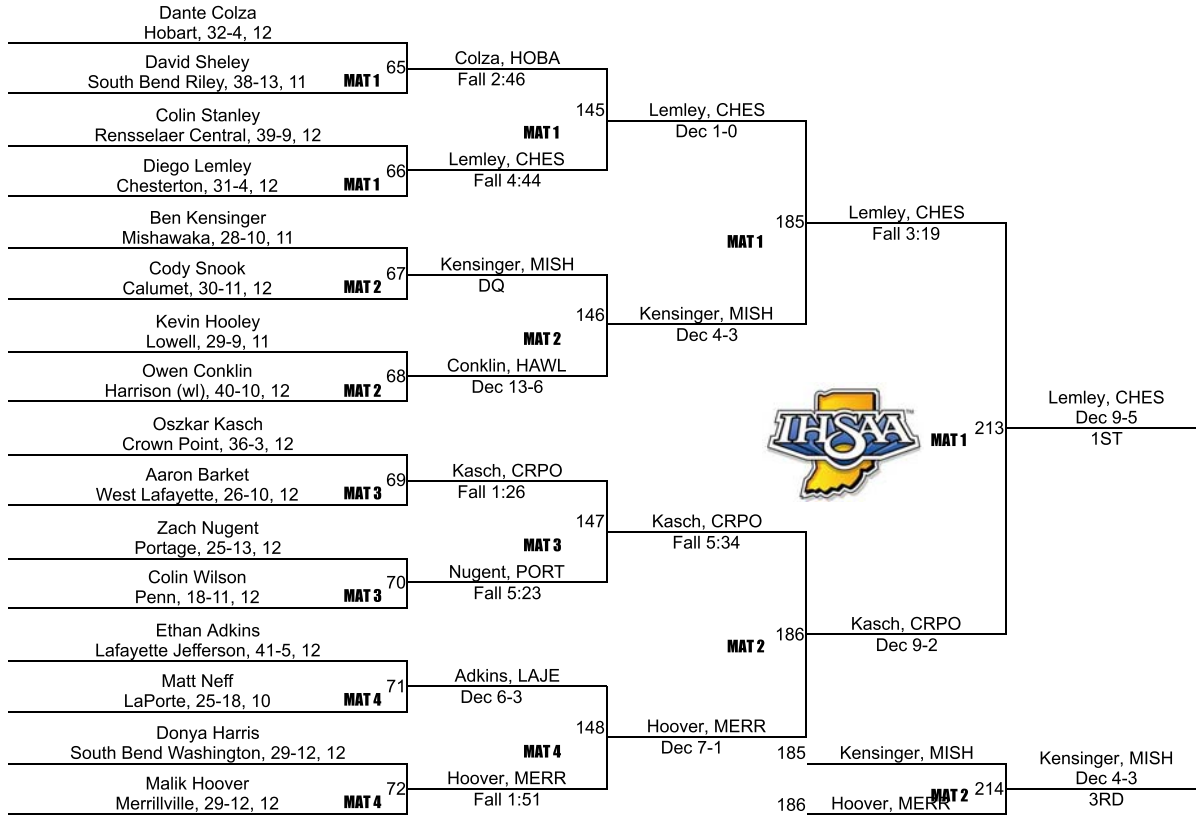 Dante Colza
Hobart, 32-4, 12
David Sheley
South Bend Riley, 38-13, 11
MAT 1
65
Colin Stanley
Rensselaer Central, 39-9, 12
Diego Lemley
Chesterton, 31-4, 12
MAT 1
66
Ben Kensinger
Mishawaka, 28-10, 11
Cody Snook
Calumet, 30-11, 12
MAT 2
67
Kevin Hooley
Lowell, 29-9, 11
Owen Conklin
Harrison (wl), 40-10, 12
MAT 2
68
Oszkar Kasch
Crown Point, 36-3, 12
Aaron Barket
West Lafayette, 26-10, 12
MAT 3
69
Zach Nugent
Portage, 25-13, 12
Colin Wilson
Penn, 18-11, 12
MAT 3
70
Ethan Adkins
Lafayette Jefferson, 41-5, 12
Matt Neff
LaPorte, 25-18, 10
MAT 4
71
Donya Harris
South Bend Washington, 29-12, 12
Malik Hoover
Merrillville, 29-12, 12
MAT 4
72
Colza, HOBA
Fall 2:46
145
MAT 1
Lemley, CHES
Fall 4:44
Kensinger, MISH
DQ
146
MAT 2
Conklin, HAWL
Dec 13-6
Kasch, CRPO
Fall 1:26
147
MAT 3
Nugent, PORT
Fall 5:23
Adkins, LAJE
Dec 6-3
148
MAT 4
Hoover, MERR
Fall 1:51
Lemley, CHES
Dec 1-0
185
MAT 1
Kensinger, MISH
Dec 4-3
Kasch, CRPO
Fall 5:34
186
MAT 2
Hoover, MERR
Dec 7-1
Lemley, CHES
Fall 3:19
IHSAA™
MAT 1
213
Kasch, CRPO
Dec 9-2
Lemley, CHES
Dec 9-5
1ST
185
Kensinger, MISH
MAT 2
214
186
Hoover, MERR
Kensinger, MISH
Dec 4-3
3RD